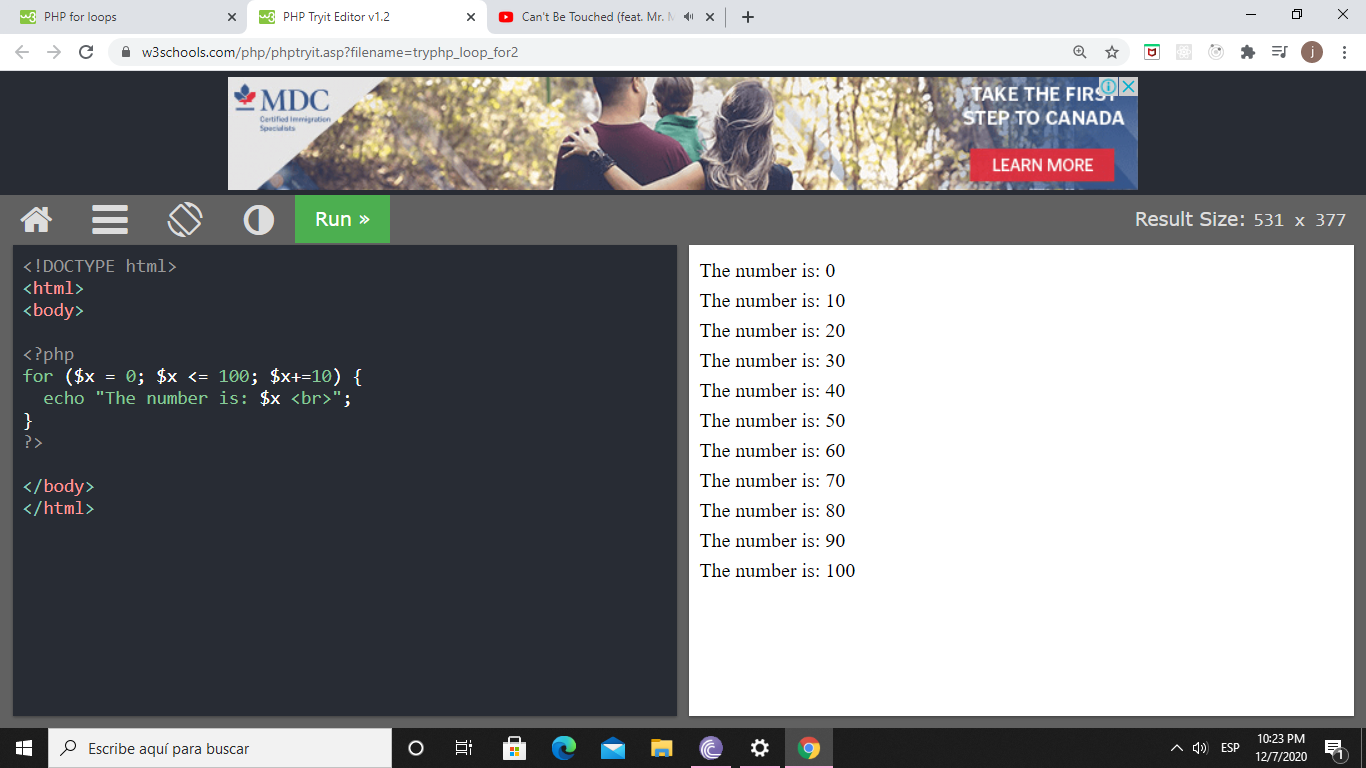 PHP for loops
PHP Tryit Editor v1.2
Can't Be Touched (feat. Mr. M
w3schools.com/php/phptryit.asp?filename=tryphp_loop_for2
j
MDC
Certified Immigration
Specialists
TAKE THE FIRST
STEP TO CANADA
LEARN MORE
Run »
Result Size: 531 x 377
<!DOCTYPE html>
<html>
<body>
<?php
for ($x = 0; $x <= 100; $x+=10) {
  echo "The number is: $x <br>";
}
?>
</body>
</html>
The number is: 0
The number is: 10
The number is: 20
The number is: 30
The number is: 40
The number is: 50
The number is: 60
The number is: 70
The number is: 80
The number is: 90
The number is: 100
Escribe aquí para buscar
ESP
10:23 PM
12/7/2020
1